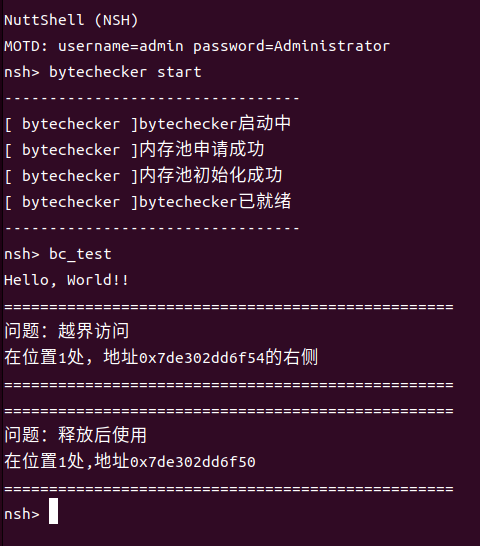 NuttShell (NSH)
MOTD: username=admin password=Administrator
nsh> bytechecker start
---------------------------------
[ bytechecker ]bytechecker启动中
[ bytechecker ]内存池申请成功
[ bytechecker ]内存池初始化成功
[ bytechecker ]bytechecker已就绪
---------------------------------
nsh> bc_test
Hello, World!!
==================================================
问题：越界访问
在位置1处，地址0x7de302dd6f54的右侧
==================================================
==================================================
问题：释放后使用
在位置1处,地址0x7de302dd6f50
==================================================
nsh>